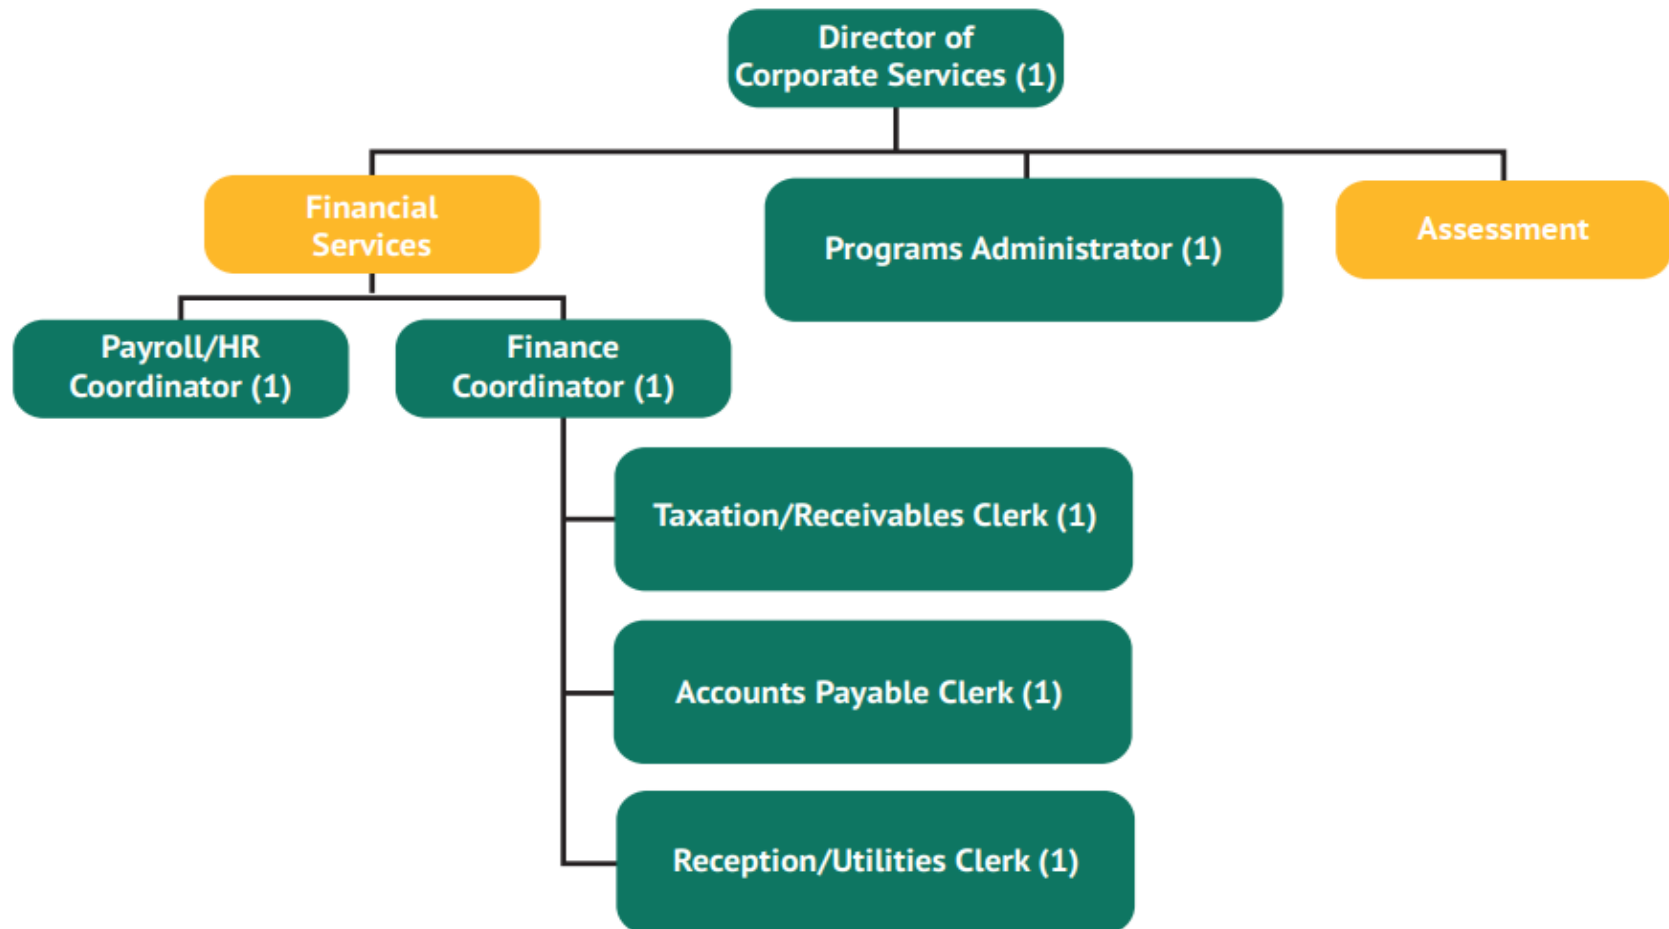 Director of
Corporate Services (1)
Financial
Services
Programs Administrator (1)
Assessment
Payroll/HR
Coordinator (1)
Finance
Coordinator (1)
Taxation/Receivables Clerk (1)
Accounts Payable Clerk (1)
Reception/Utilities Clerk (1)